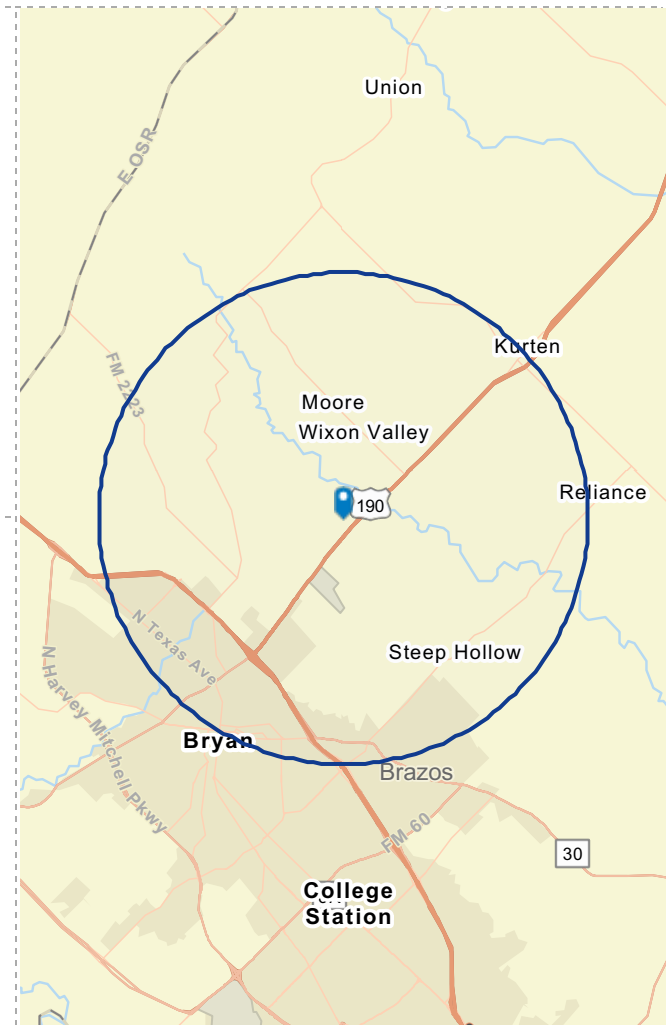 Union
E OSR
Kurten
FM 2223
Moore
Wixon Valley
Reliance
190
N Texas Ave
Steep Hollow
N Harvey Mitchell Pkwy
Bryan
Brazos
FM 60
30
College
Station